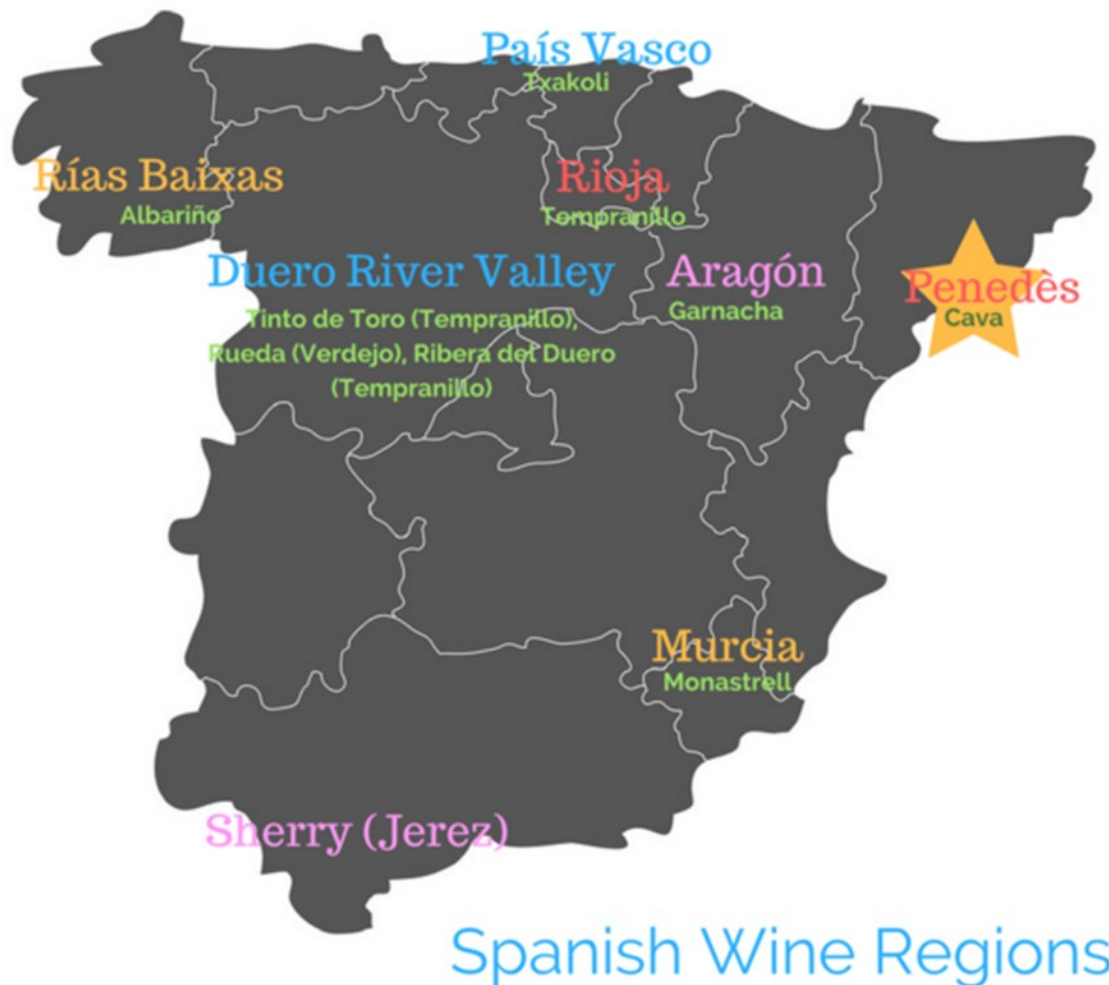 País Vasco
Txakoli
Rías Baixas
Albariño
Rioja
Tempranillo
Duero River Valley
Tinto de Toro (Tempranillo),
Rueda (Verdejo), Ribera del Duero
(Tempranillo)
Aragón
Garnacha
Penedès
Cava
Murcia
Monastrell
Sherry (Jerez)
Spanish Wine Regions